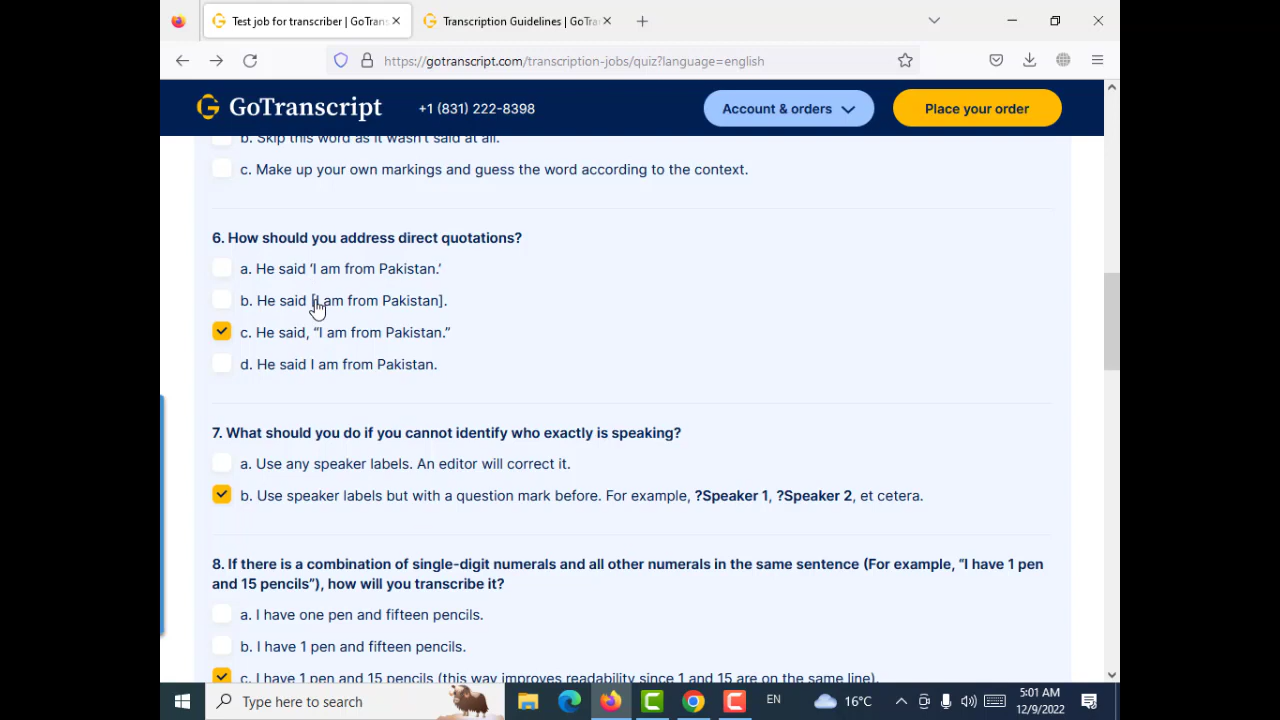 Test job for transcriber | GoTrans
Transcription Guidelines | GoTra
https://gotranscript.com/transcription-jobs/quiz?language=english
GoTranscript
+1 (831) 222-8398
Account & orders
Place your order
b. Skip this word as it wasn't said at all.
c. Make up your own markings and guess the word according to the context.
6. How should you address direct quotations?
a. He said ‘I am from Pakistan.’
b. He said [I am from Pakistan].
c. He said, “I am from Pakistan.”
d. He said I am from Pakistan.
7. What should you do if you cannot identify who exactly is speaking?
a. Use any speaker labels. An editor will correct it.
b. Use speaker labels but with a question mark before. For example, ?Speaker 1, ?Speaker 2, et cetera.
8. If there is a combination of single-digit numerals and all other numerals in the same sentence (For example, “I have 1 pen
and 15 pencils”), how will you transcribe it?
a. I have one pen and fifteen pencils.
b. I have 1 pen and fifteen pencils.
c. I have 1 pen and 15 pencils (this way improves readability since 1 and 15 are on the same line).
Type here to search
EN
16°C
5:01 AM
12/9/2022